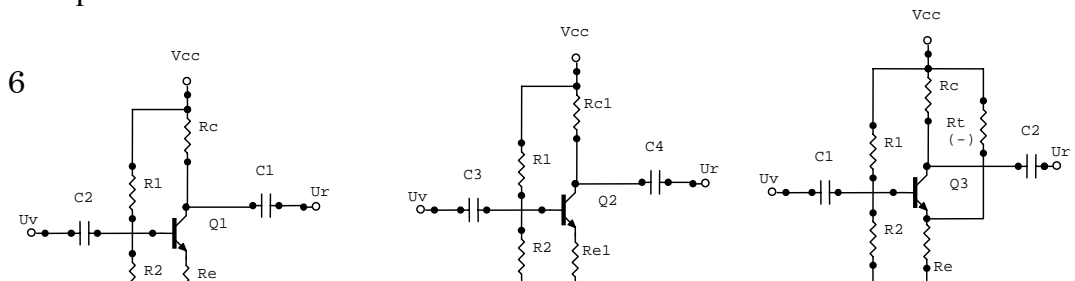 6
Vcc
Rc
R1
C2
C1
Uv
Ur
Q1
R2
Re
Vcc
Rc1
R1
C3
C4
Uv
Ur
Q2
R2
Re1
Vcc
Rc
Rt
(-)
R1
C1
C2
Uv
Ur
Q3
R2
Re